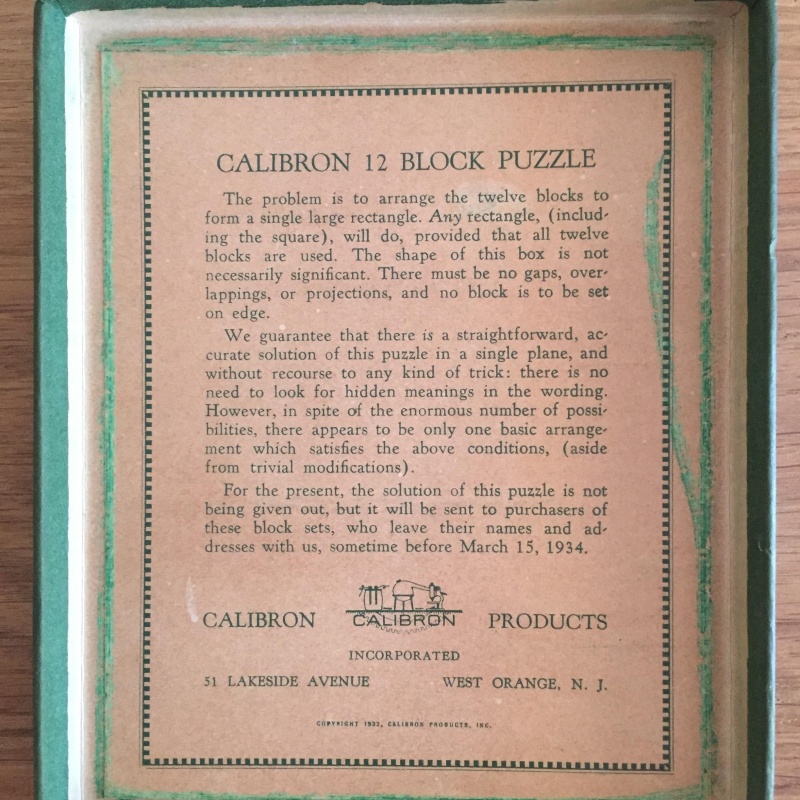 CALIBRON 12 BLOCK PUZZLE
The problem is to arrange the twelve blocks to
form a single large rectangle. Any rectangle, (includ-
ing the square), will do, provided that all twelve
blocks are used. The shape of this box is not
necessarily significant. There must be no gaps, over-
lappings, or projections, and no block is to be set
on edge.
We guarantee that there is a straightforward, ac-
curate solution of this puzzle in a single plane, and
without recourse to any kind of trick: there is no
need to look for hidden meanings in the wording.
However, in spite of the enormous number of possi-
bilities, there appears to be only one basic arrange-
ment which satisfies the above conditions, (aside
from trivial modifications).
For the present, the solution of this puzzle is not
being given out, but it will be sent to purchasers of
these block sets, who leave their names and ad-
dresses with us, sometime before March 15, 1934.
CALIBRON CALIBRON PRODUCTS
INCORPORATED
51 LAKESIDE AVENUE WEST ORANGE, N. J.
COPYRIGHT 1933, CALIBRON PRODUCTS, INC.